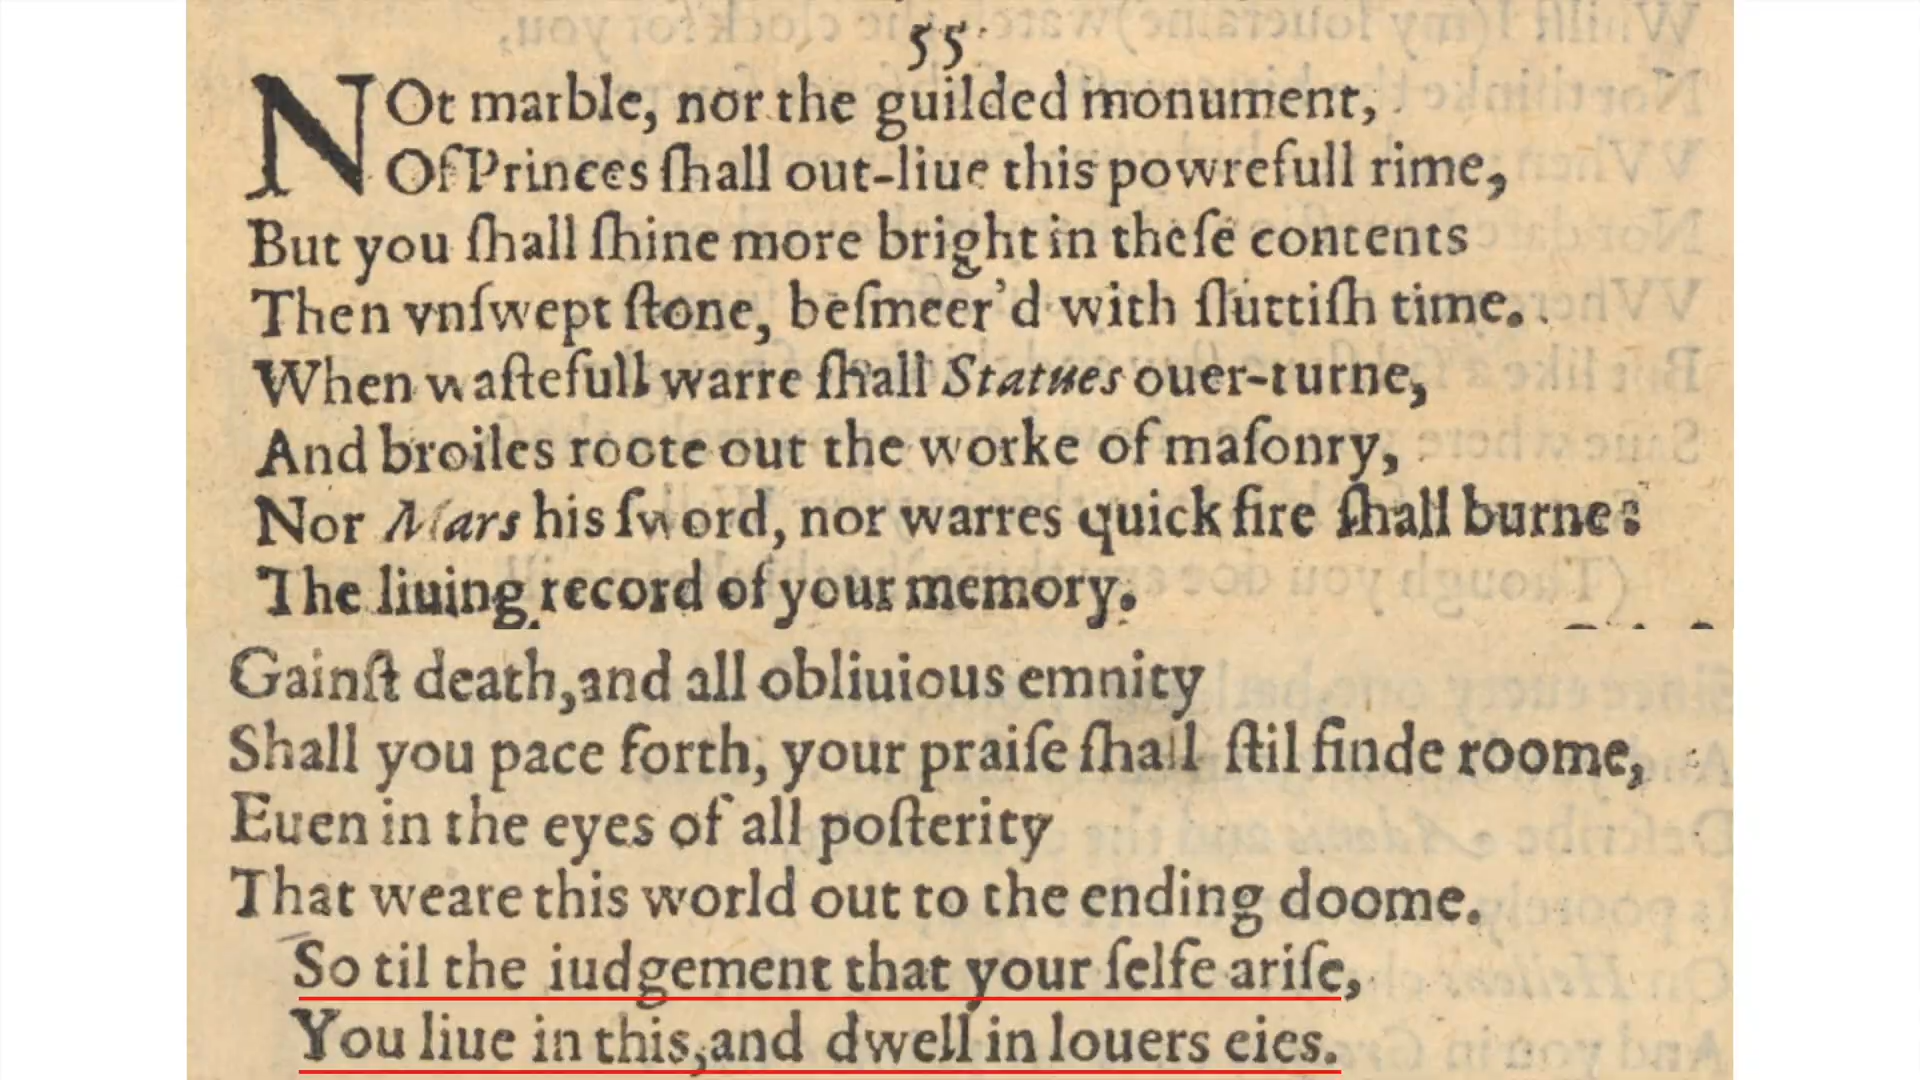 55
NOt marble, nor the guilded monument,
Of Princes ſhall out-liue this powrefull rime,
But you ſhall ſhine more bright in theſe contents
Then vnſwept ſtone, beſmeer'd with ſluttiſh time.
When waſtefull warre ſhall Statues ouer-turne,
And broiles roote out the worke of maſonry,
Nor Mars his ſword, nor warres quick fire ſhall burne:
The liuing record of your memory.
Gainſt death,and all obliuious emnity
Shall you pace forth, your praiſe ſhall ſtil finde roome,
Euen in the eyes of all poſterity
That weare this world out to the ending doome.
So til the iudgement that your ſelfe ariſe,
You liue in this,and dwell in louers eies.